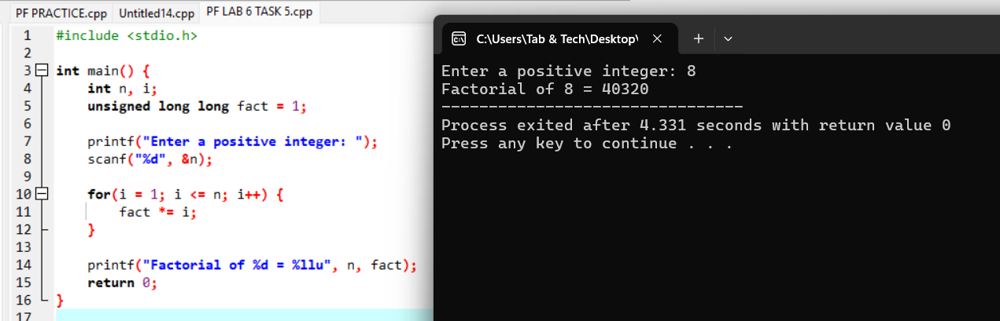 PF PRACTICE.cpp Untitled14.cpp PF LAB 6 TASK 5.cpp
1 #include <stdio.h>
2
3 int main() {
4 int n, i;
5 unsigned long long fact = 1;
6
7 printf("Enter a positive integer: ");
8 scanf("%d", &n);
9
10 for(i = 1; i <= n; i++) {
11 fact *= i;
12 }
13
14 printf("Factorial of %d = %llu", n, fact);
15 return 0;
16 }
17
C:\Users\Tab & Tech\Desktop\
Enter a positive integer: 8
Factorial of 8 = 40320
--------------------------------
Process exited after 4.331 seconds with return value 0
Press any key to continue . . .